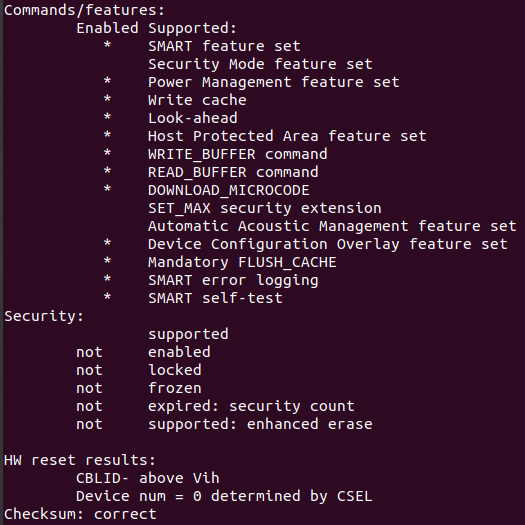 Commands/features:
        Enabled Supported:
           *    SMART feature set
                Security Mode feature set
           *    Power Management feature set
           *    Write cache
           *    Look-ahead
           *    Host Protected Area feature set
           *    WRITE_BUFFER command
           *    READ_BUFFER command
           *    DOWNLOAD_MICROCODE
                SET_MAX security extension
                Automatic Acoustic Management feature set
           *    Device Configuration Overlay feature set
           *    Mandatory FLUSH_CACHE
           *    SMART error logging
           *    SMART self-test
Security:
                supported
        not     enabled
        not     locked
        not     frozen
        not     expired: security count
        not     supported: enhanced erase

HW reset results:
        CBLID- above Vih
        Device num = 0 determined by CSEL
Checksum: correct